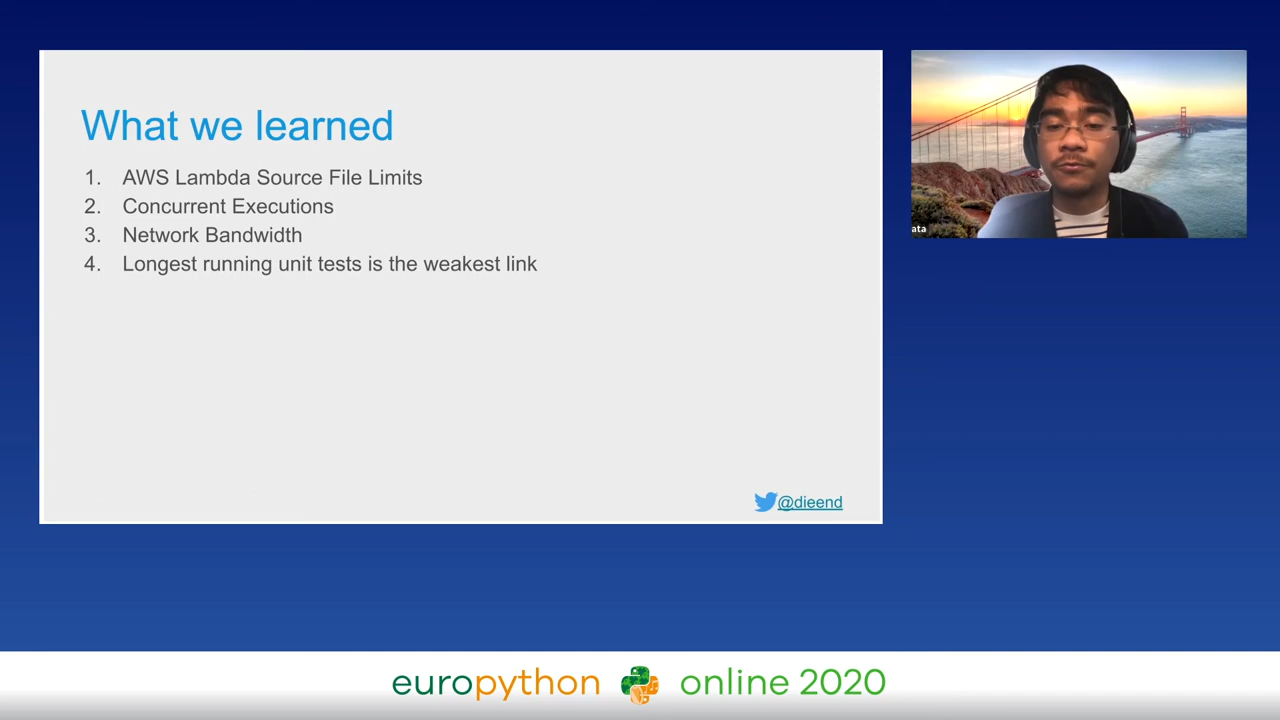 What we learned
1. AWS Lambda Source File Limits
2. Concurrent Executions
3. Network Bandwidth
4. Longest running unit tests is the weakest link
@dieend
ata
europython online 2020